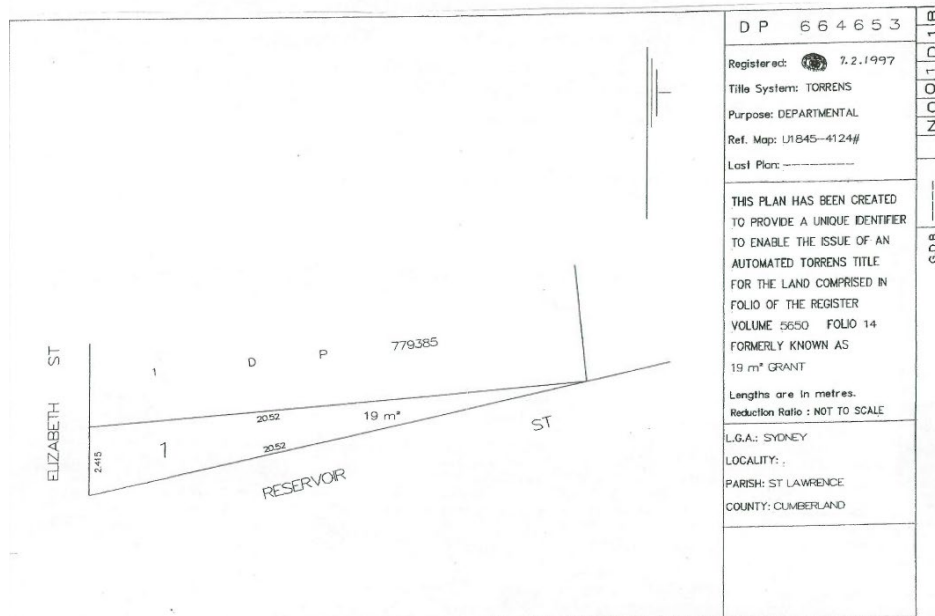 DP 664653
Registered: 7.2.1997
Title System: TORRENS
Purpose: DEPARTMENTAL
Ref. Map: U1845-4124#
Last Plan: ---------
THIS PLAN HAS BEEN CREATED
TO PROVIDE A UNIQUE IDENTIFIER
TO ENABLE THE ISSUE OF AN
AUTOMATED TORRENS TITLE
FOR THE LAND COMPRISED IN
FOLIO OF THE REGISTER
VOLUME 5650 FOLIO 14
FORMERLY KNOWN AS
19 m² GRANT
Lengths are in metres.
Reduction Ratio : NOT TO SCALE
L.G.A.: SYDNEY
LOCALITY: .
PARISH: ST LAWRENCE
COUNTY: CUMBERLAND
ELIZABETH ST
1 D P 779385
20.52
19 m²
1
20.52
2.415
RESERVOIR ST